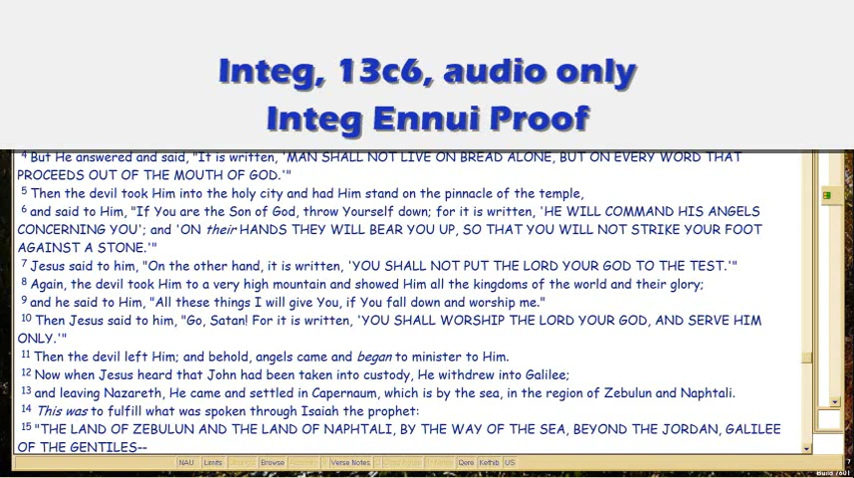 Integ, 13c6, audio only
Integ Ennui Proof
4 But He answered and said, "It is written, 'MAN SHALL NOT LIVE ON BREAD ALONE, BUT ON EVERY WORD THAT
PROCEEDS OUT OF THE MOUTH OF GOD.'"
5 Then the devil took Him into the holy city and had Him stand on the pinnacle of the temple,
6 and said to Him, "If You are the Son of God, throw Yourself down; for it is written, 'HE WILL COMMAND HIS ANGELS
CONCERNING YOU'; and 'ON their HANDS THEY WILL BEAR YOU UP, SO THAT YOU WILL NOT STRIKE YOUR FOOT
AGAINST A STONE.'"
7 Jesus said to him, "On the other hand, it is written, 'YOU SHALL NOT PUT THE LORD YOUR GOD TO THE TEST.'"
8 Again, the devil took Him to a very high mountain and showed Him all the kingdoms of the world and their glory;
9 and he said to Him, "All these things I will give You, if You fall down and worship me."
10 Then Jesus said to him, "Go, Satan! For it is written, 'YOU SHALL WORSHIP THE LORD YOUR GOD, AND SERVE HIM
ONLY.'"
11 Then the devil left Him; and behold, angels came and began to minister to Him.
12 Now when Jesus heard that John had been taken into custody, He withdrew into Galilee;
13 and leaving Nazareth, He came and settled in Capernaum, which is by the sea, in the region of Zebulun and Naphtali.
14 This was to fulfill what was spoken through Isaiah the prophet:
15 "THE LAND OF ZEBULUN AND THE LAND OF NAPHTALI, BY THE WAY OF THE SEA, BEYOND THE JORDAN, GALILEE
OF THE GENTILES--
NAU Limits Browse Verse Notes Qere Kethib US
7
Build 7601